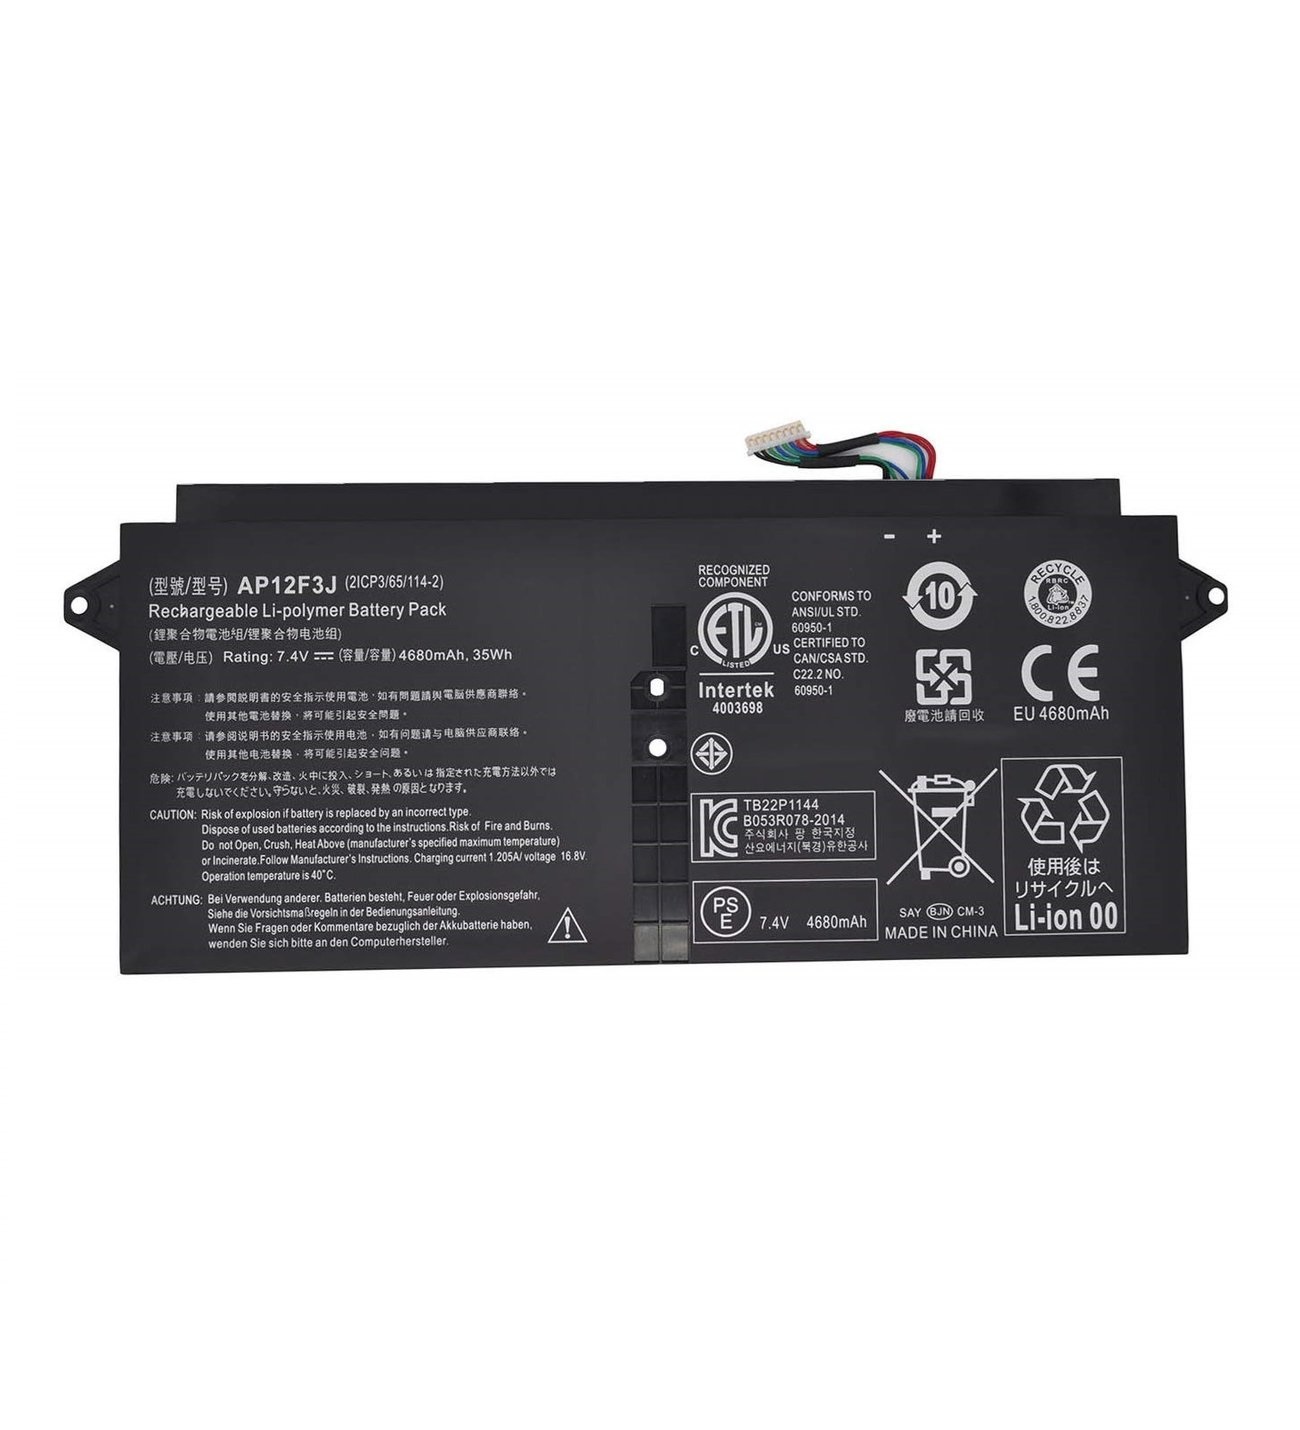 - +
(型號/型号) AP12F3J (2ICP3/65/114-2)
Rechargeable Li-polymer Battery Pack
(鋰聚合物電池组/锂聚合物电池组)
(電壓/电压) Rating: 7.4V (容量/容量) 4680mAh, 35Wh
注意事項：請參閱説明書的安全指示使用電池，如有問題請與電腦供應商聯絡。
使用其他電池替換，將可能引起安全問題。
注意事项：请参阅说明书的安全指示使用电池，如有问题请与电脑供应商联络。
使用其他电池替换，将可能引起安全问题。
危険: バッテリパックを分解、改造、火中に投入、ショート、あるいは 指定された充電方法以外では
充電しないでください。守らないと、火災、破裂、発熱 の原因となります。
CAUTION: Risk of explosion if battery is replaced by an incorrect type.
Dispose of used batteries according to the instructions.Risk of Fire and Burns.
Do not Open, Crush, Heat Above (manufacturer's specified maximum temperature)
or Incinerate.Follow Manufacturer's Instructions. Charging current 1.205A/ voltage 16.8V
Operation temperature is 40°C.
ACHTUNG: Bei Verwendung anderer. Batterien besteht, Feuer oder Explosionsgefahr,
Siehe die Vorsichtsmaßregeln in der Bedienungsanleitung.
Wenn Sie Fragen oder Kommentare bezuglich der Akkubatterie haben,
wenden Sie sich bitte an den Computerhersteller.
RECOGNIZED
COMPONENT
ETL
CM
LISTED
C US
Intertek
4003698
CONFORMS TO
ANSI/UL STD.
60950-1
CERTIFIED TO
CAN/CSA STD.
C22.2 NO.
60950-1
10
RECYCLE
RBRC
Li-ion
1.800.822.8837
廢電池請回收
CE
EU 4680mAh
KC
TB22P1144
B053R078-2014
주식회사 팡 한국지정
산요에너지(북경)유한공사
PS
E
7.4V 4680mAh
SAY BJN CM-3
MADE IN CHINA
使用後は
リサイクルへ
Li-ion 00